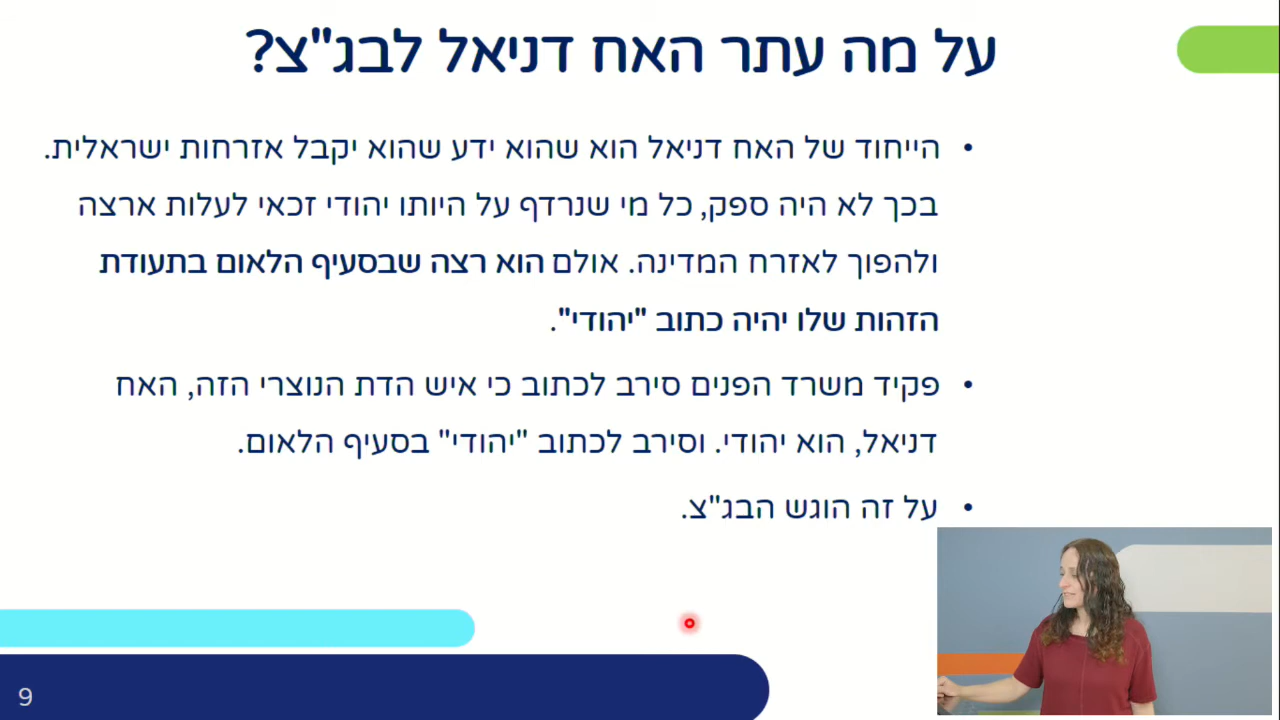 על מה עתר האח דניאל לבג"צ?
• הייחוד של האח דניאל הוא שהוא ידע שהוא יקבל אזרחות ישראלית.
בכך לא היה ספק, כל מי שנרדף על היותו יהודי זכאי לעלות ארצה
ולהפוך לאזרח המדינה. אולם הוא רצה שבסעיף הלאום בתעודת
הזהות שלו יהיה כתוב "יהודי".
• פקיד משרד הפנים סירב לכתוב כי איש הדת הנוצרי הזה, האח
דניאל, הוא יהודי. וסירב לכתוב "יהודי" בסעיף הלאום.
• על זה הוגש הבג"צ.
9